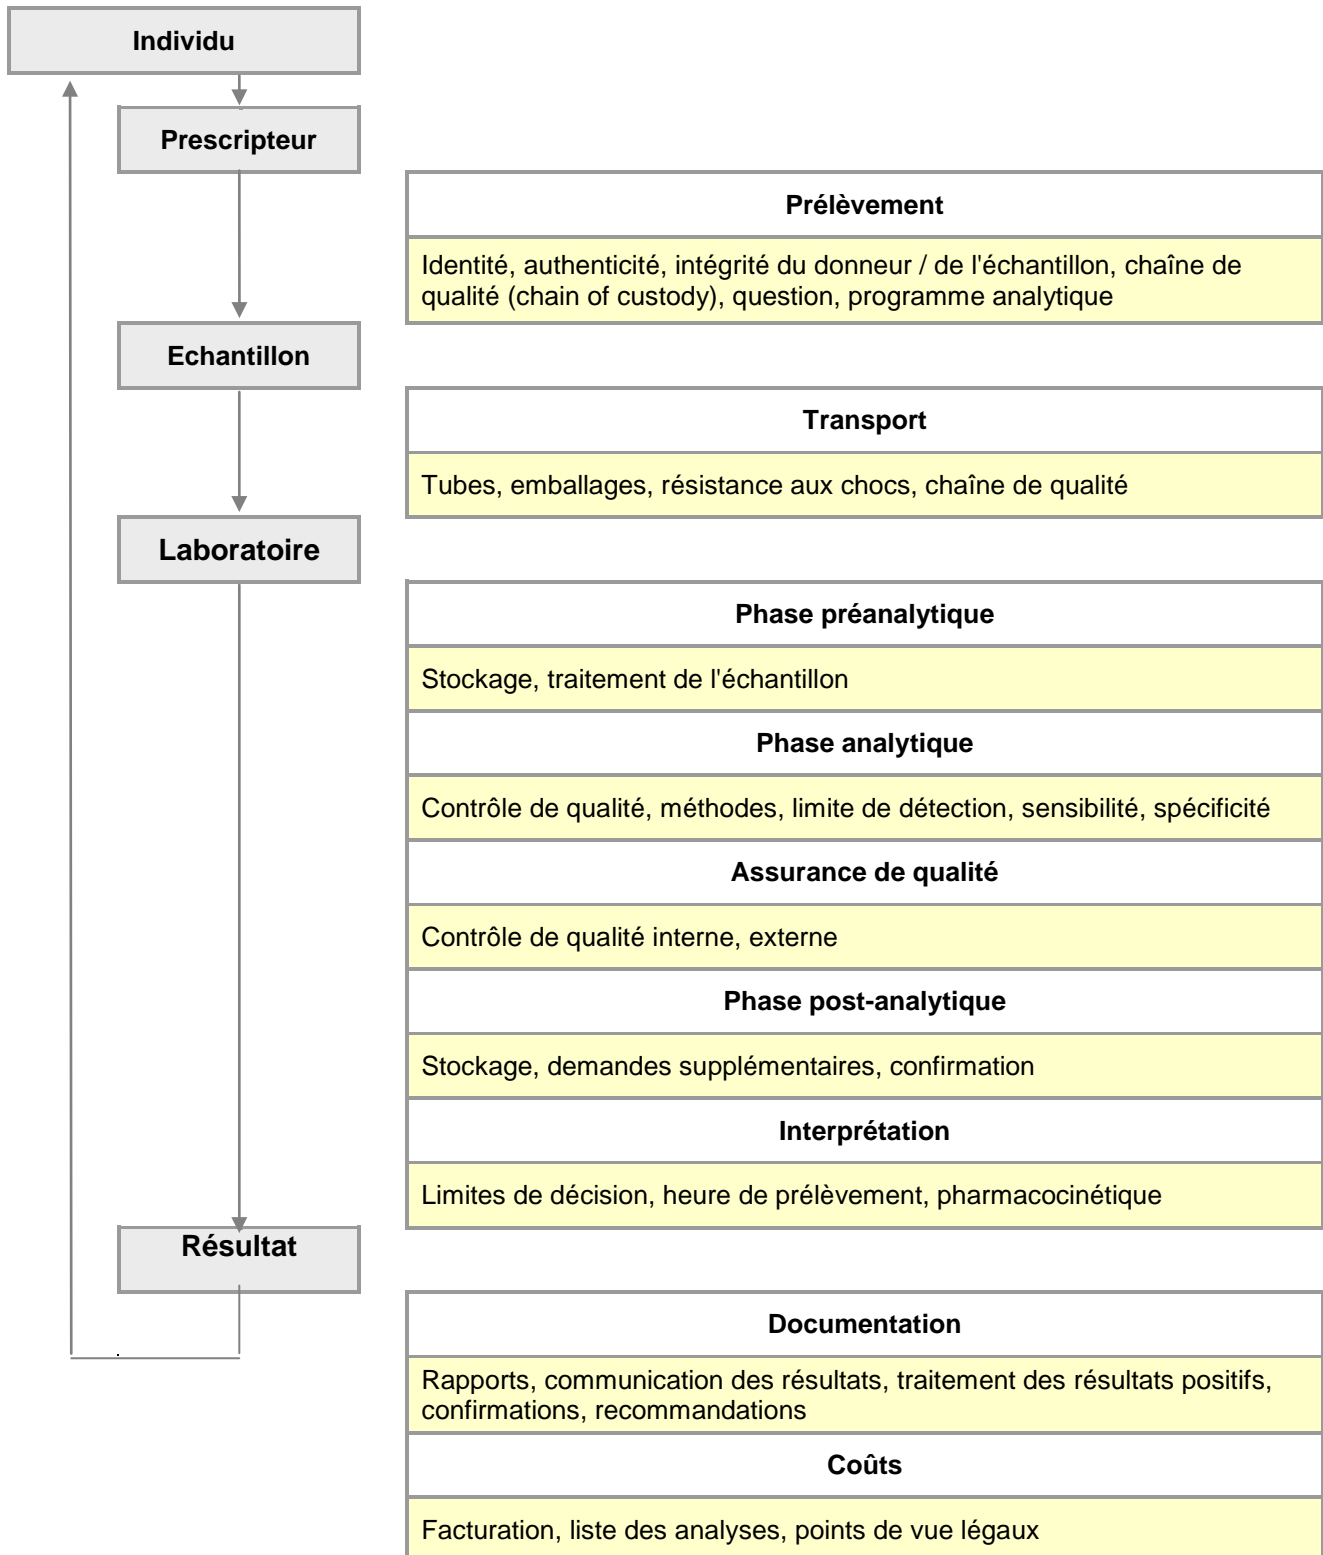 Individu
Prescripteur
Prélèvement
Identité, authenticité, intégrité du donneur / de l'échantillon, chaîne de
qualité (chain of custody), question, programme analytique
Echantillon
Transport
Tubes, emballages, résistance aux chocs, chaîne de qualité
Laboratoire
Phase préanalytique
Stockage, traitement de l'échantillon
Phase analytique
Contrôle de qualité, méthodes, limite de détection, sensibilité, spécificité
Assurance de qualité
Contrôle de qualité interne, externe
Phase post-analytique
Stockage, demandes supplémentaires, confirmation
Interprétation
Limites de décision, heure de prélèvement, pharmacocinétique
Résultat
Documentation
Rapports, communication des résultats, traitement des résultats positifs,
confirmations, recommandations
Coûts
Facturation, liste des analyses, points de vue légaux